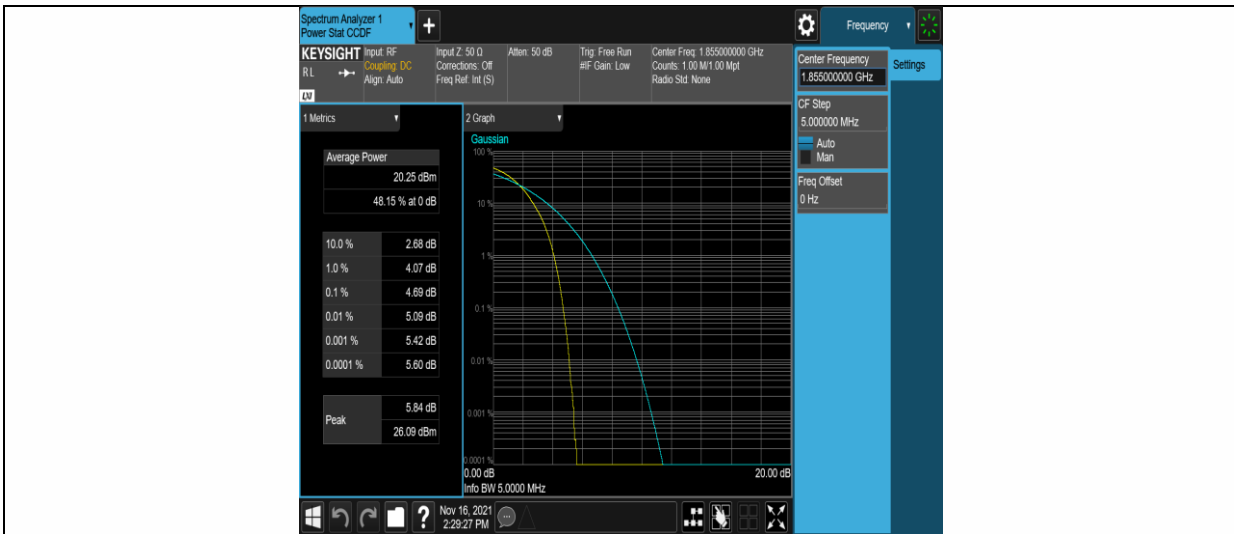 Spectrum Analyzer 1
Power Stat CCDF
+
Frequency
KEYSIGHT
RL
LXI
Input: RF
Coupling: DC
Align: Auto
Input Z: 50 Ω
Corrections: Off
Freq Ref: Int (S)
Atten: 50 dB
Trig: Free Run
#IF Gain: Low
Center Freq: 1.855000000 GHz
Counts: 1.00 M/1.00 Mpt
Radio Std: None
Center Frequency
1.855000000 GHz
Settings
CF Step
5.000000 MHz
Auto
Man
Freq Offset
0 Hz
1 Metrics
Average Power
20.25 dBm
48.15 % at 0 dB
10.0 % 2.68 dB
1.0 % 4.07 dB
0.1 % 4.69 dB
0.01 % 5.09 dB
0.001 % 5.42 dB
0.0001 % 5.60 dB
Peak
5.84 dB
26.09 dBm
2 Graph
Gaussian
100 %
10 %
1 %
0.1 %
0.01 %
0.001 %
0.0001 %
0.00 dB 20.00 dB
Info BW 5.0000 MHz
?
Nov 16, 2021
2:29:27 PM